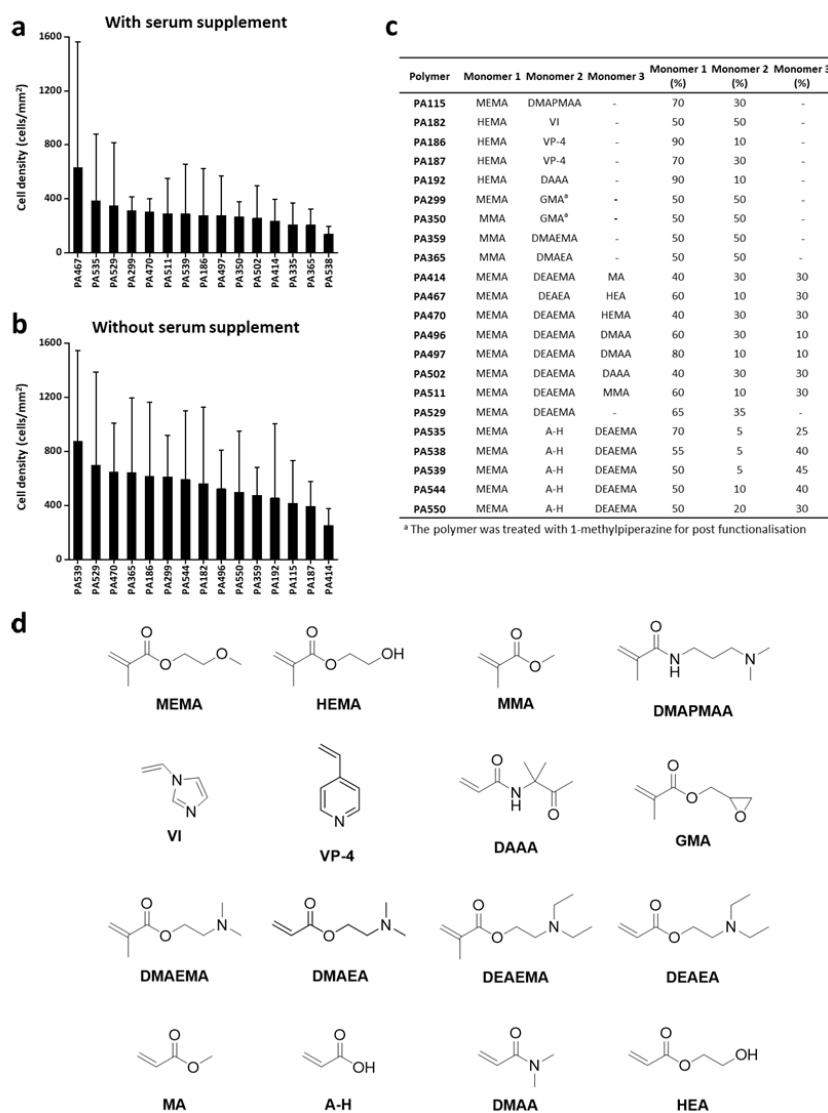 a
With serum supplement
Cell density (cells/mm²)
1600
1200
800
400
0
PA467 PA535 PA529 PA299 PA470 PA511 PA539 PA186 PA497 PA350 PA502 PA414 PA335 PA365 PA538
b
Without serum supplement
Cell density (cells/mm²)
1600
1200
800
400
0
PA539 PA529 PA470 PA365 PA186 PA299 PA544 PA182 PA496 PA550 PA359 PA192 PA115 PA187 PA414
c
Polymer Monomer 1 Monomer 2 Monomer 3 Monomer 1 (%) Monomer 2 (%) Monomer 3 (%)
PA115 MEMA DMAPMAA - 70 30 -
PA182 HEMA VI - 50 50 -
PA186 HEMA VP-4 - 90 10 -
PA187 HEMA VP-4 - 70 30 -
PA192 HEMA DAAA - 90 10 -
PA299 MEMA GMAª - 50 50 -
PA350 MMA GMAª - 50 50 -
PA359 MMA DMAEMA - 50 50 -
PA365 MMA DMAEA - 50 50 -
PA414 MEMA DEAEMA MA 40 30 30
PA467 MEMA DEAEA HEA 60 10 30
PA470 MEMA DEAEMA HEMA 40 30 30
PA496 MEMA DEAEMA DMAA 60 30 10
PA497 MEMA DEAEMA DMAA 80 10 10
PA502 MEMA DEAEMA DAAA 40 30 30
PA511 MEMA DEAEMA MMA 60 10 30
PA529 MEMA DEAEMA - 65 35 -
PA535 MEMA A-H DEAEMA 70 5 25
PA538 MEMA A-H DEAEMA 55 5 40
PA539 MEMA A-H DEAEMA 50 5 45
PA544 MEMA A-H DEAEMA 50 10 40
PA550 MEMA A-H DEAEMA 50 20 30
ª The polymer was treated with 1-methylpiperazine for post functionalisation
d
O O O
MEMA
O O OH
HEMA
O O
MMA
O N H N
DMAPMAA
N N
VI
N
VP-4
O N H O
DAAA
O O O
GMA
O O N
DMAEMA
O O N
DMAEA
O O N
DEAEMA
O O N
DEAEA
O O
MA
O OH
A-H
O N
DMAA
O O OH
HEA